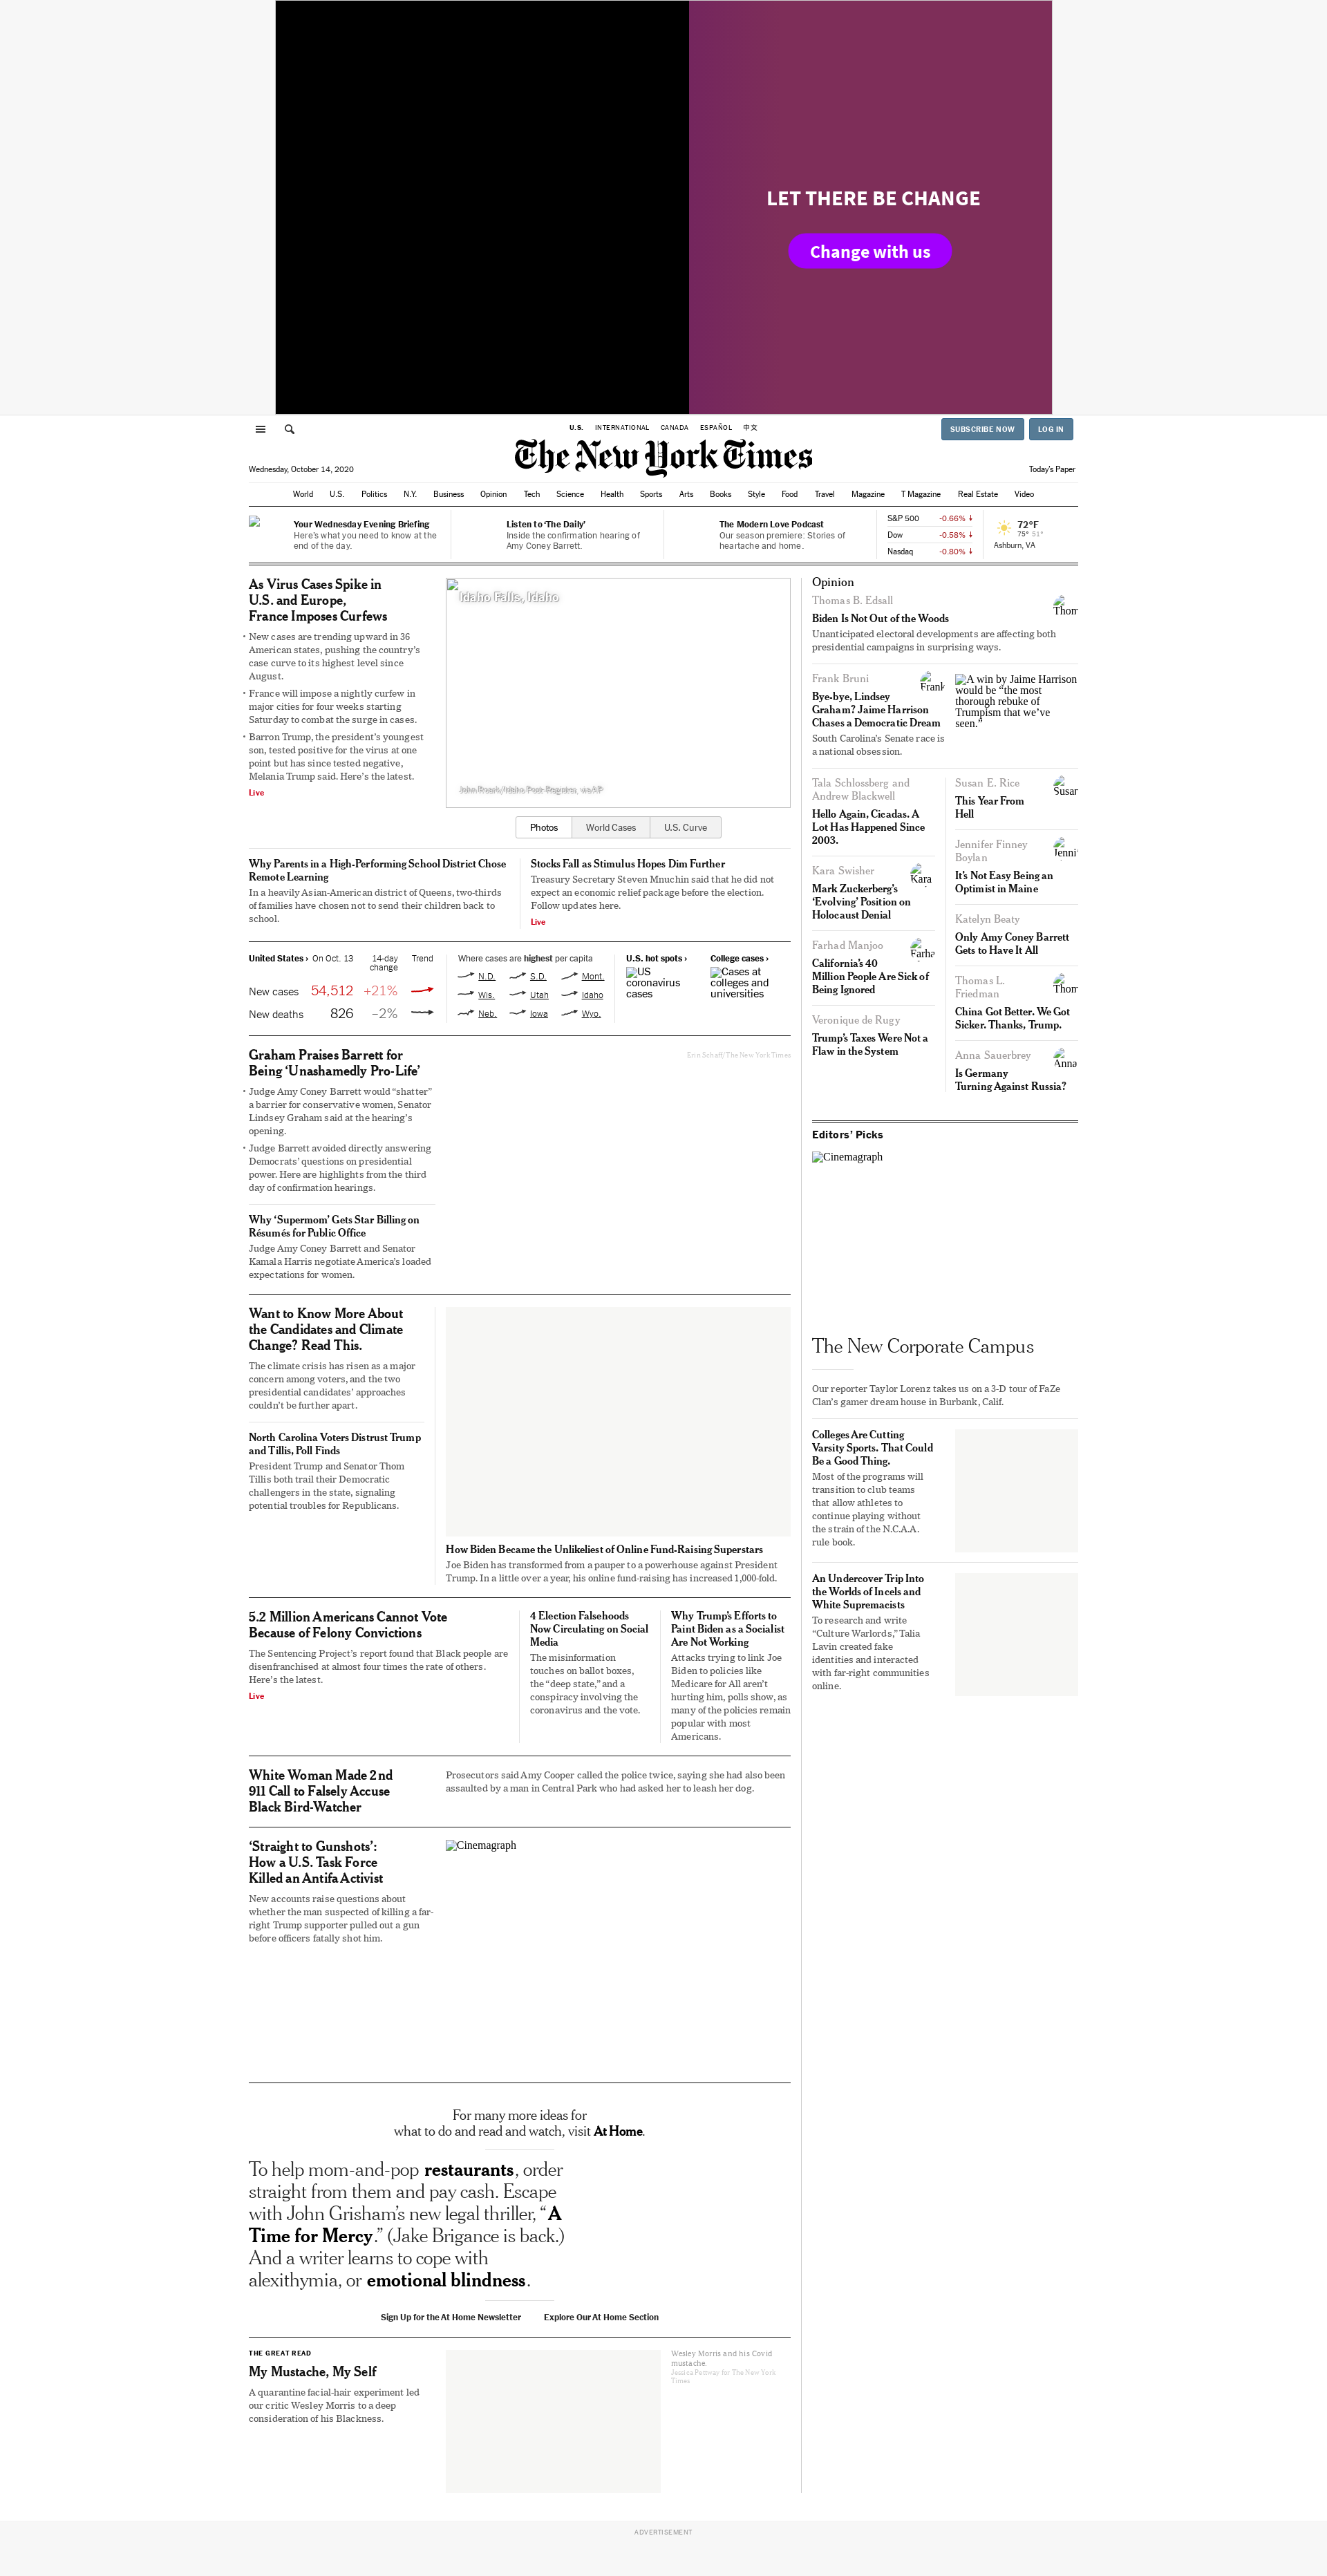 LET THERE BE CHANGE
Change with us
U.S. INTERNATIONAL CANADA ESPAÑOL 中文
SUBSCRIBE NOW LOG IN
The New York Times
Wednesday, October 14, 2020
Today's Paper
World U.S. Politics N.Y. Business Opinion Tech Science Health Sports Arts Books Style Food Travel Magazine T Magazine Real Estate Video
Your Wednesday Evening Briefing
Here's what you need to know at the
end of the day.
Listen to 'The Daily'
Inside the confirmation hearing of
Amy Coney Barrett.
The Modern Love Podcast
Our season premiere: Stories of
heartache and home.
S&P 500 -0.66%
Dow -0.58%
Nasdaq -0.80%
72°F
75° 51°
Ashburn, VA
As Virus Cases Spike in
U.S. and Europe,
France Imposes Curfews
• New cases are trending upward in 36
American states, pushing the country's
case curve to its highest level since
August.
• France will impose a nightly curfew in
major cities for four weeks starting
Saturday to combat the surge in cases.
• Barron Trump, the president's youngest
son, tested positive for the virus at one
point but has since tested negative,
Melania Trump said. Here's the latest.
Live
Idaho Falls, Idaho
John Roark/Idaho Post-Register, via AP
Photos World Cases U.S. Curve
Why Parents in a High-Performing School District Chose
Remote Learning
In a heavily Asian-American district of Queens, two-thirds
of families have chosen not to send their children back to
school.
Stocks Fall as Stimulus Hopes Dim Further
Treasury Secretary Steven Mnuchin said that he did not
expect an economic relief package before the election.
Follow updates here.
Live
United States › On Oct. 13 14-day
change Trend
New cases 54,512 +21%
New deaths 826 –2%
Where cases are highest per capita
N.D. S.D. Mont.
Wis. Utah Idaho
Neb. Iowa Wyo.
U.S. hot spots ›
US
coronavirus
cases
College cases ›
Cases at
colleges and
universities
Graham Praises Barrett for
Being 'Unashamedly Pro-Life'
• Judge Amy Coney Barrett would "shatter"
a barrier for conservative women, Senator
Lindsey Graham said at the hearing's
opening.
• Judge Barrett avoided directly answering
Democrats' questions on presidential
power. Here are highlights from the third
day of confirmation hearings.
Why 'Supermom' Gets Star Billing on
Résumés for Public Office
Judge Amy Coney Barrett and Senator
Kamala Harris negotiate America's loaded
expectations for women.
Erin Schaff/The New York Times
Want to Know More About
the Candidates and Climate
Change? Read This.
The climate crisis has risen as a major
concern among voters, and the two
presidential candidates' approaches
couldn't be further apart.
North Carolina Voters Distrust Trump
and Tillis, Poll Finds
President Trump and Senator Thom
Tillis both trail their Democratic
challengers in the state, signaling
potential troubles for Republicans.
How Biden Became the Unlikeliest of Online Fund-Raising Superstars
Joe Biden has transformed from a pauper to a powerhouse against President
Trump. In a little over a year, his online fund-raising has increased 1,000-fold.
5.2 Million Americans Cannot Vote
Because of Felony Convictions
The Sentencing Project's report found that Black people are
disenfranchised at almost four times the rate of others.
Here's the latest.
Live
4 Election Falsehoods
Now Circulating on Social
Media
The misinformation
touches on ballot boxes,
the "deep state," and a
conspiracy involving the
coronavirus and the vote.
Why Trump's Efforts to
Paint Biden as a Socialist
Are Not Working
Attacks trying to link Joe
Biden to policies like
Medicare for All aren't
hurting him, polls show, as
many of the policies remain
popular with most
Americans.
White Woman Made 2nd
911 Call to Falsely Accuse
Black Bird-Watcher
Prosecutors said Amy Cooper called the police twice, saying she had also been
assaulted by a man in Central Park who had asked her to leash her dog.
'Straight to Gunshots':
How a U.S. Task Force
Killed an Antifa Activist
New accounts raise questions about
whether the man suspected of killing a far-
right Trump supporter pulled out a gun
before officers fatally shot him.
Cinemagraph
For many more ideas for
what to do and read and watch, visit At Home.
To help mom-and-pop restaurants, order
straight from them and pay cash. Escape
with John Grisham's new legal thriller, "A
Time for Mercy." (Jake Brigance is back.)
And a writer learns to cope with
alexithymia, or emotional blindness.
Sign Up for the At Home Newsletter Explore Our At Home Section
THE GREAT READ
My Mustache, My Self
A quarantine facial-hair experiment led
our critic Wesley Morris to a deep
consideration of his Blackness.
Wesley Morris and his Covid
mustache.
Jessica Pettway for The New York
Times
Opinion
Thomas B. Edsall
Thom
Biden Is Not Out of the Woods
Unanticipated electoral developments are affecting both
presidential campaigns in surprising ways.
Frank Bruni
Frank
Bye-bye, Lindsey
Graham? Jaime Harrison
Chases a Democratic Dream
South Carolina's Senate race is
a national obsession.
A win by Jaime Harrison
would be "the most
thorough rebuke of
Trumpism that we've
seen."
Tala Schlossberg and
Andrew Blackwell
Hello Again, Cicadas. A
Lot Has Happened Since
2003.
Kara Swisher
Kara
Mark Zuckerberg's
'Evolving' Position on
Holocaust Denial
Farhad Manjoo
Farha
California's 40
Million People Are Sick of
Being Ignored
Veronique de Rugy
Trump's Taxes Were Not a
Flaw in the System
Susan E. Rice
Susan
This Year From
Hell
Jennifer Finney
Boylan
Jennif
It's Not Easy Being an
Optimist in Maine
Katelyn Beaty
Only Amy Coney Barrett
Gets to Have It All
Thomas L.
Friedman
Thom
China Got Better. We Got
Sicker. Thanks, Trump.
Anna Sauerbrey
Anna
Is Germany
Turning Against Russia?
Editors' Picks
Cinemagraph
The New Corporate Campus
Our reporter Taylor Lorenz takes us on a 3-D tour of FaZe
Clan's gamer dream house in Burbank, Calif.
Colleges Are Cutting
Varsity Sports. That Could
Be a Good Thing.
Most of the programs will
transition to club teams
that allow athletes to
continue playing without
the strain of the N.C.A.A.
rule book.
An Undercover Trip Into
the Worlds of Incels and
White Supremacists
To research and write
"Culture Warlords," Talia
Lavin created fake
identities and interacted
with far-right communities
online.
ADVERTISEMENT